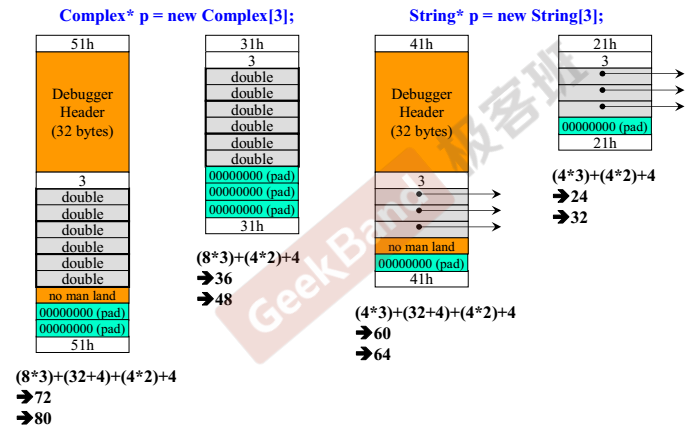 Complex* p = new Complex[3];
51h
Debugger
Header
(32 bytes)
3
double
double
double
double
double
double
no man land
00000000 (pad)
00000000 (pad)
51h
(8*3)+(32+4)+(4*2)+4
➔72
➔80
31h
3
double
double
double
double
double
double
00000000 (pad)
00000000 (pad)
00000000 (pad)
31h
(8*3)+(4*2)+4
➔36
➔48
String* p = new String[3];
41h
Debugger
Header
(32 bytes)
3
no man land
00000000 (pad)
41h
(4*3)+(32+4)+(4*2)+4
➔60
➔64
21h
3
00000000 (pad)
21h
(4*3)+(4*2)+4
➔24
➔32
GeekBand 极客班